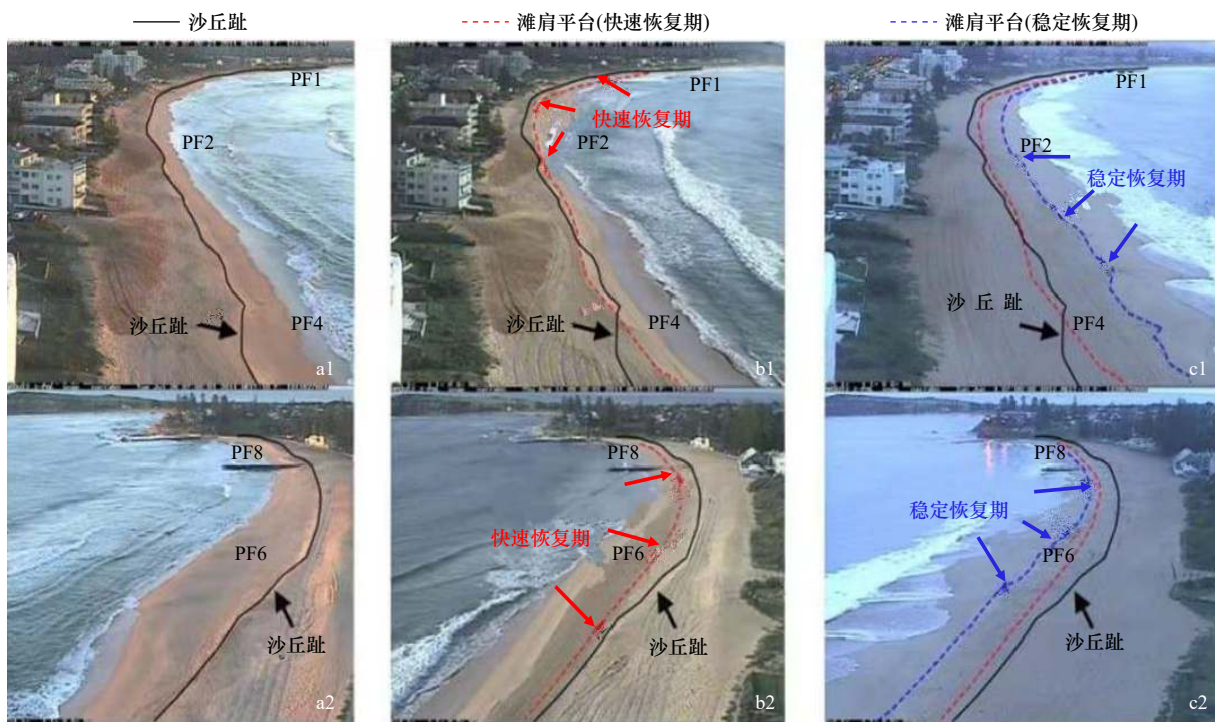 沙丘趾
滩肩平台(快速恢复期)
滩肩平台(稳定恢复期)
PF1
PF2
沙丘趾
PF4
a1
PF1
快速恢复期
PF2
沙丘趾
PF4
b1
PF1
PF2
稳定恢复期
沙 丘 趾
PF4
c1
PF8
PF6
沙丘趾
a2
PF8
快速恢复期
PF6
沙丘趾
b2
PF8
稳定恢复期
PF6
沙丘趾
c2